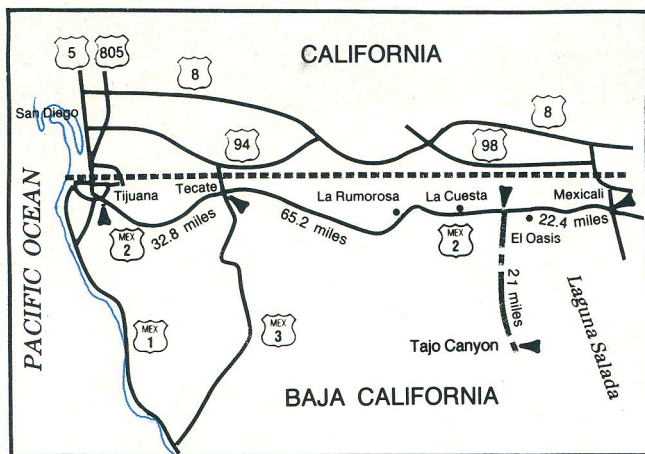 5
805
CALIFORNIA
8
San Diego
94
98
8
PACIFIC OCEAN
Tijuana
Tecate
La Rumorosa
La Cuesta
Mexicali
MEX
2
32.8 miles
65.2 miles
MEX
2
El Oasis
22.4 miles
21 miles
Laguna Salada
MEX
1
MEX
3
Tajo Canyon
BAJA CALIFORNIA